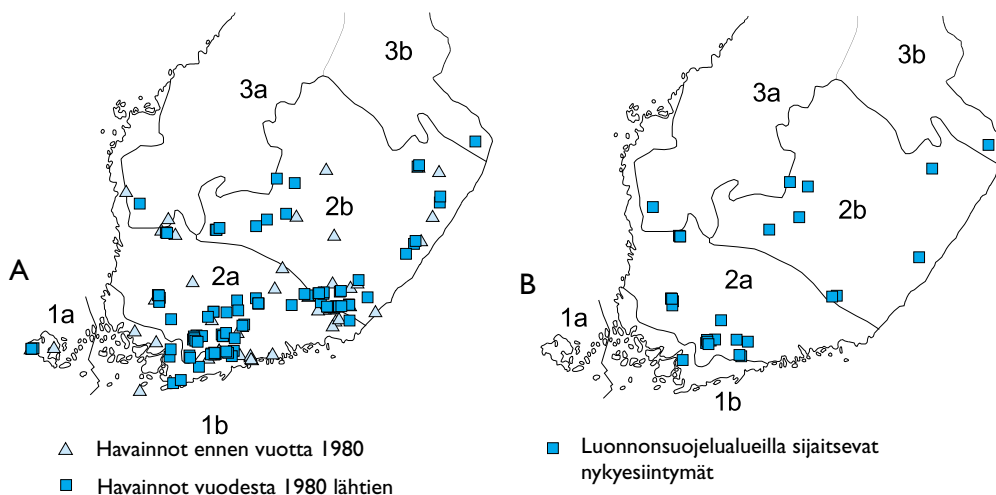 3b
3a
2b
A
2a
1a
1b
Havainnot ennen vuotta 1980
Havainnot vuodesta 1980 lähtien
3b
3a
2b
2a
B
1a
1b
Luonnonsuojelualueilla sijaitsevat
nykyesiintymät